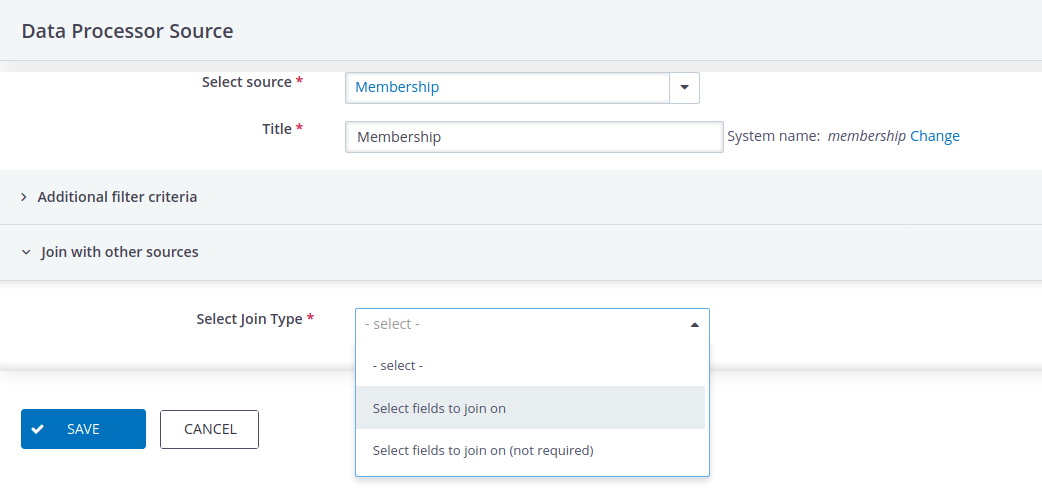 Data Processor Source
Select source * Membership
Title * Membership System name: membership Change
Additional filter criteria
Join with other sources
Select Join Type * - select -
- select -
Select fields to join on
Select fields to join on (not required)
SAVE CANCEL